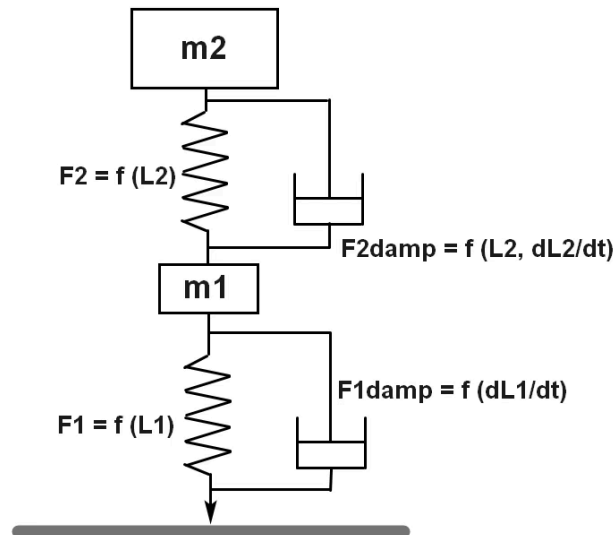 m2
F2 = f (L2)
F2damp = f (L2, dL2/dt)
m1
F1damp = f (dL1/dt)
F1 = f (L1)